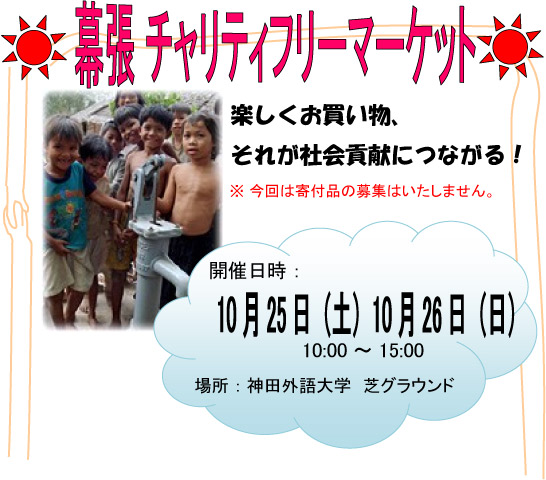 幕張 チャリティフリーマーケット
楽しくお買い物、
それが社会貢献につながる！
※ 今回は寄付品の募集はいたしません。
開催日時：
10月25日（土）10月26日（日）
10:00 ～ 15:00
場所：神田外語大学 芝グラウンド